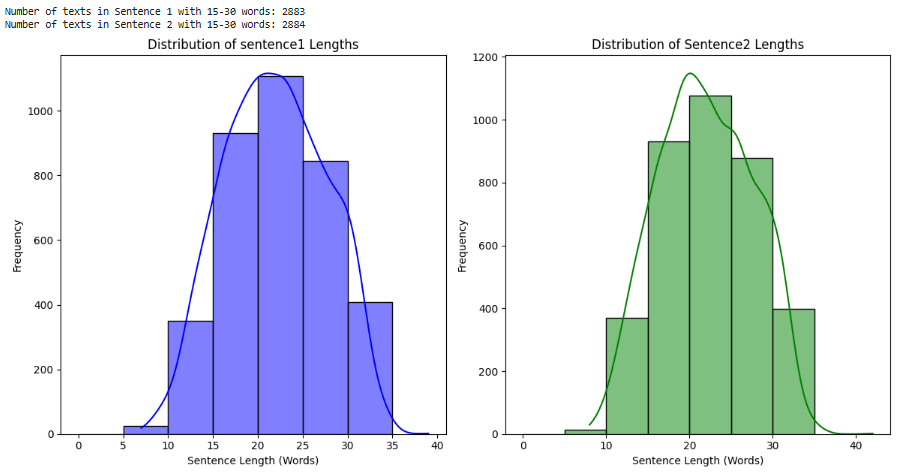 Number of texts in Sentence 1 with 15-30 words: 2883
Number of texts in Sentence 2 with 15-30 words: 2884
Distribution of sentence1 Lengths
1000
800
600
400
200
0
Frequency
0 5 10 15 20 25 30 35 40
Sentence Length (Words)
Distribution of Sentence2 Lengths
1200
1000
800
600
400
200
0
Frequency
0 10 20 30 40
Sentence Length (Words)